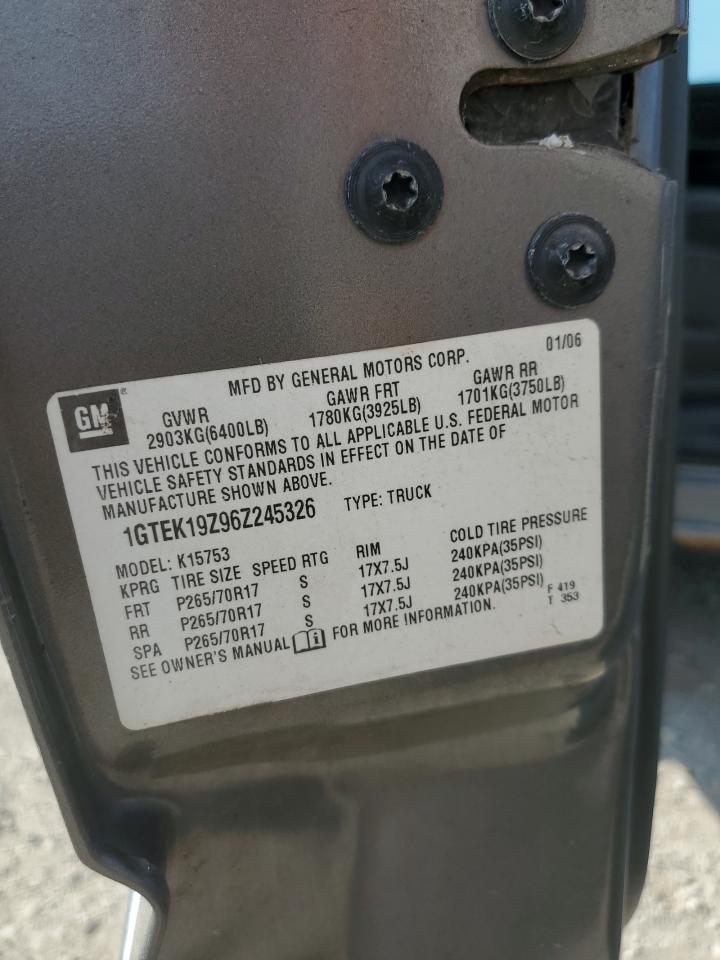 MFD BY GENERAL MOTORS CORP. 01/06
GM
GVWR GAWR FRT GAWR RR
2903KG(6400LB) 1780KG(3925LB) 1701KG(3750LB)
THIS VEHICLE CONFORMS TO ALL APPLICABLE U.S. FEDERAL MOTOR
VEHICLE SAFETY STANDARDS IN EFFECT ON THE DATE OF
MANUFACTURE SHOWN ABOVE.
1GTEK19Z96Z245326 TYPE: TRUCK
MODEL: K15753
KPRG TIRE SIZE SPEED RTG RIM COLD TIRE PRESSURE
FRT P265/70R17 S 17X7.5J 240KPA(35PSI)
RR P265/70R17 S 17X7.5J 240KPA(35PSI)
SPA P265/70R17 S 17X7.5J 240KPA(35PSI)
SEE OWNER'S MANUAL FOR MORE INFORMATION.
F 419
T 353